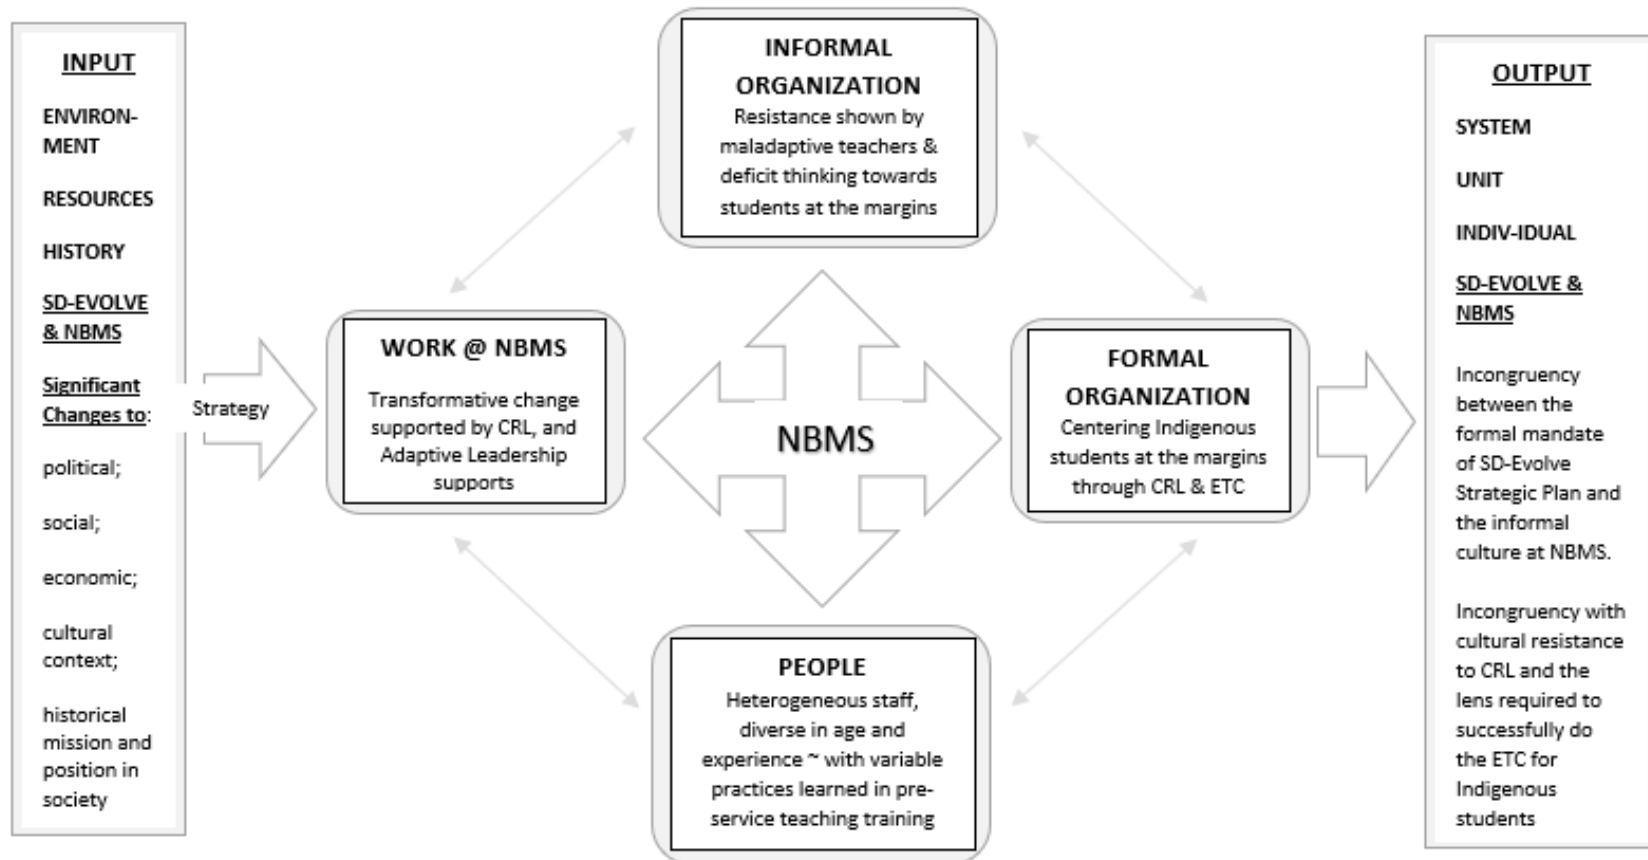 INPUT
ENVIRON-
MENT
RESOURCES
HISTORY
SD-EVOLVE
& NBMS
Significant
Changes to:
political;
social;
economic;
cultural
context;
historical
mission and
position in
society
Strategy
INFORMAL
ORGANIZATION
Resistance shown by
maladaptive teachers &
deficit thinking towards
students at the margins
WORK @ NBMS
Transformative change
supported by CRL, and
Adaptive Leadership
supports
NBMS
FORMAL
ORGANIZATION
Centering Indigenous
students at the margins
through CRL & ETC
PEOPLE
Heterogeneous staff,
diverse in age and
experience ~ with variable
practices learned in pre-
service teaching training
OUTPUT
SYSTEM
UNIT
INDIV-IDUAL
SD-EVOLVE &
NBMS
Incongruency
between the
formal mandate
of SD-Evolve
Strategic Plan and
the informal
culture at NBMS.
Incongruency with
cultural resistance
to CRL and the
lens required to
successfully do
the ETC for
Indigenous
students